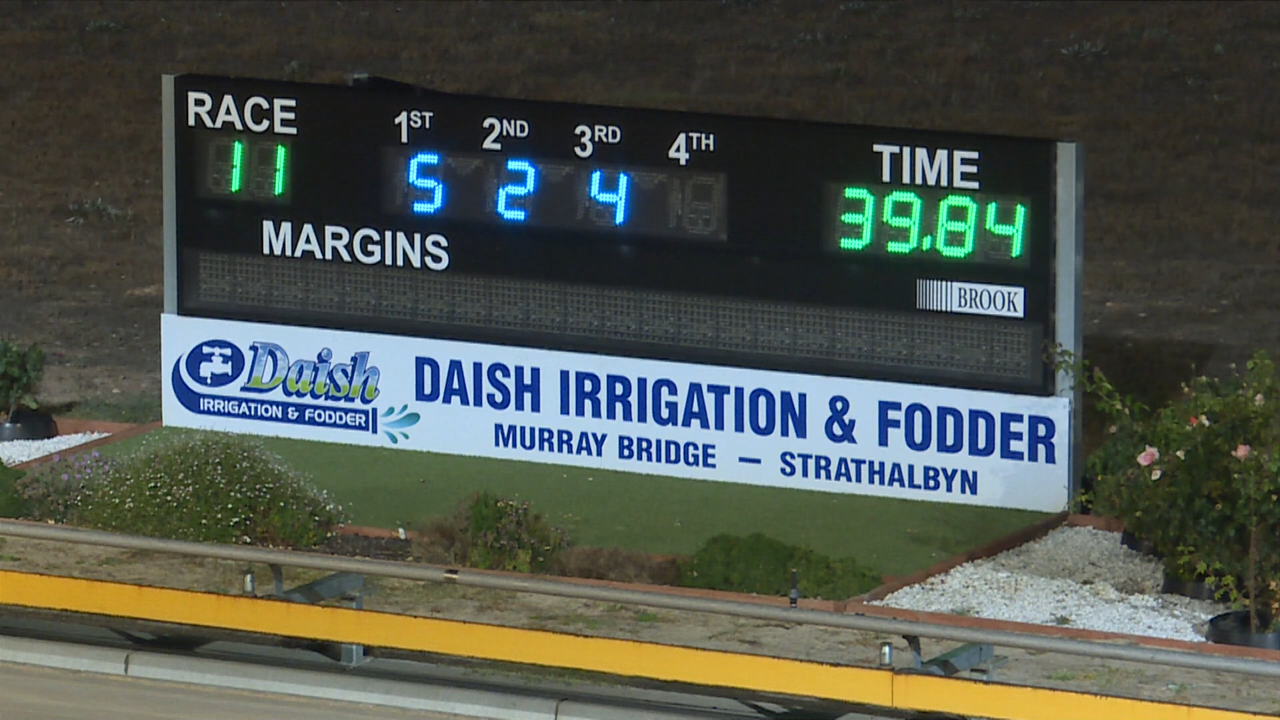 RACE 1ST 2ND 3RD 4TH TIME
11 5 2 4 39.84
MARGINS
BROOK
Daish
IRRIGATION & FODDER
DAISH IRRIGATION & FODDER
MURRAY BRIDGE – STRATHALBYN